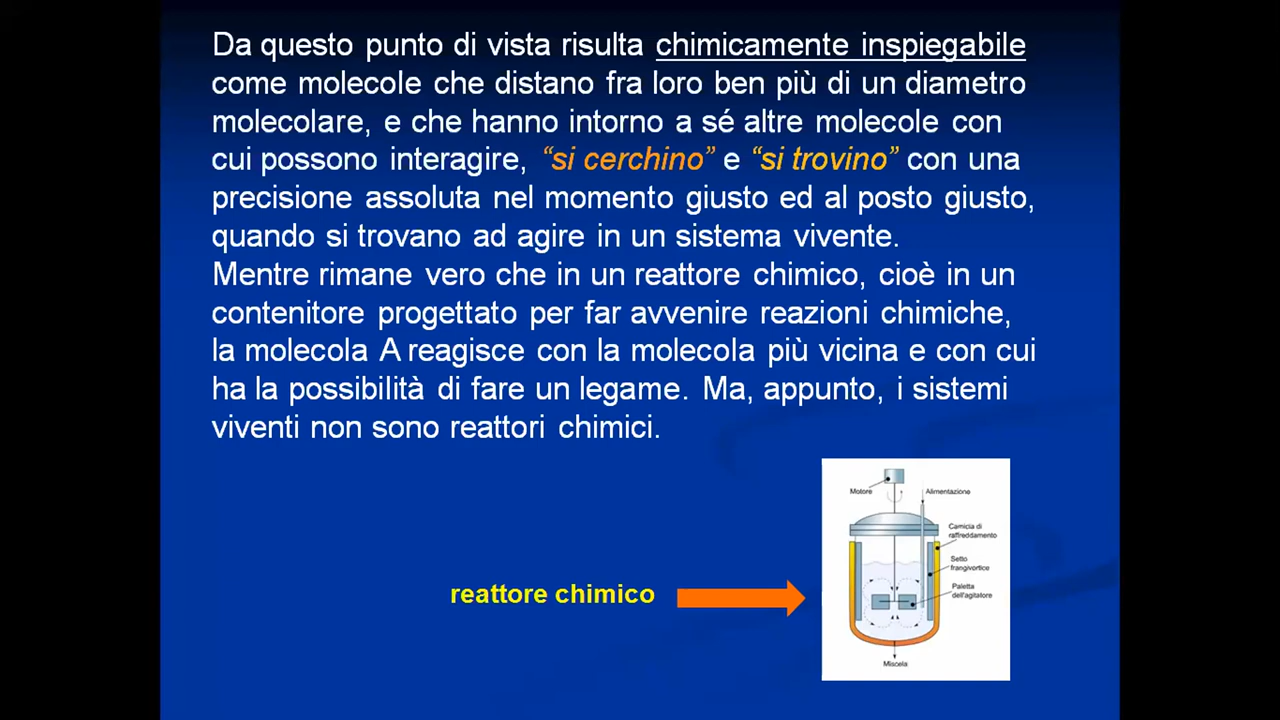 Da questo punto di vista risulta chimicamente inspiegabile
come molecole che distano fra loro ben più di un diametro
molecolare, e che hanno intorno a sé altre molecole con
cui possono interagire, “si cerchino” e “si trovino” con una
precisione assoluta nel momento giusto ed al posto giusto,
quando si trovano ad agire in un sistema vivente.
Mentre rimane vero che in un reattore chimico, cioè in un
contenitore progettato per far avvenire reazioni chimiche,
la molecola A reagisce con la molecola più vicina e con cui
ha la possibilità di fare un legame. Ma, appunto, i sistemi
viventi non sono reattori chimici.
reattore chimico
Motore
Alimentazione
Camicia di
raffreddamento
Setto
frangivortice
Paletta
dell'agitatore
Miscela